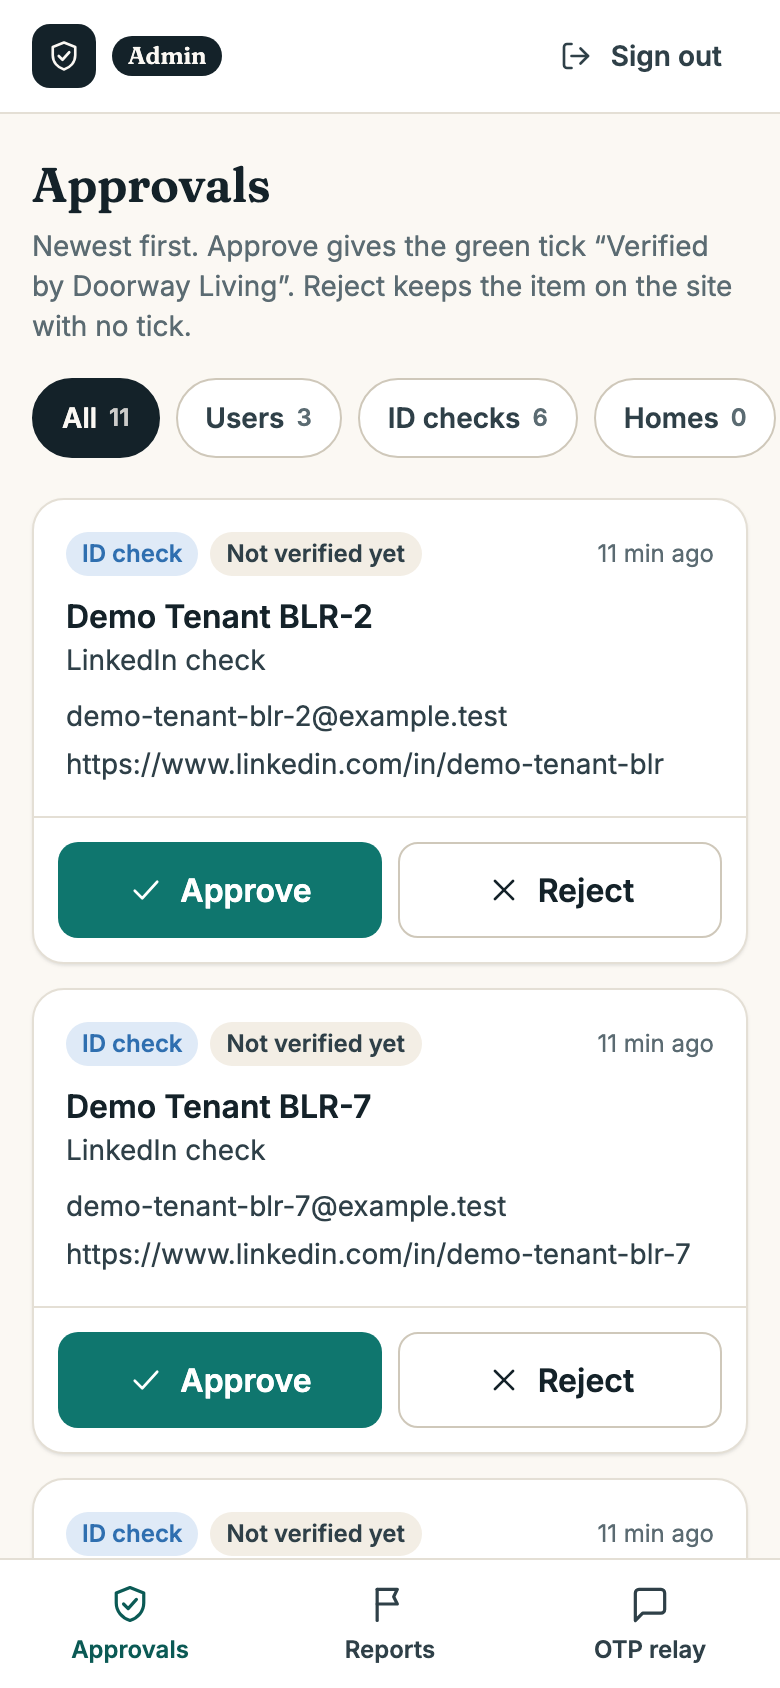 Admin
Sign out
Approvals
Newest first. Approve gives the green tick “Verified
by Doorway Living”. Reject keeps the item on the site
with no tick.
All 11
Users 3
ID checks 6
Homes 0
ID check
Not verified yet
11 min ago
Demo Tenant BLR-2
LinkedIn check
demo-tenant-blr-2@example.test
https://www.linkedin.com/in/demo-tenant-blr
Approve
Reject
ID check
Not verified yet
11 min ago
Demo Tenant BLR-7
LinkedIn check
demo-tenant-blr-7@example.test
https://www.linkedin.com/in/demo-tenant-blr-7
Approve
Reject
ID check
Not verified yet
11 min ago
Approvals
Reports
OTP relay